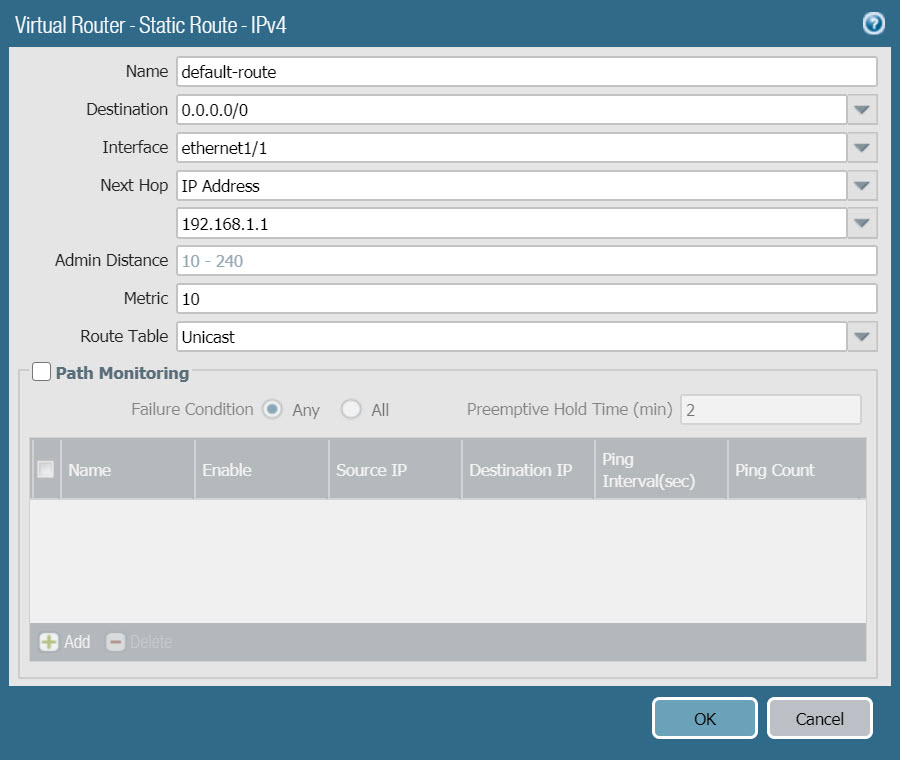 Virtual Router - Static Route - IPv4
Name default-route
Destination 0.0.0.0/0
Interface ethernet1/1
Next Hop IP Address
192.168.1.1
Admin Distance 10 - 240
Metric 10
Route Table Unicast
Path Monitoring
Failure Condition Any All Preemptive Hold Time (min) 2
Name Enable Source IP Destination IP Ping Interval(sec) Ping Count
Add Delete
OK Cancel